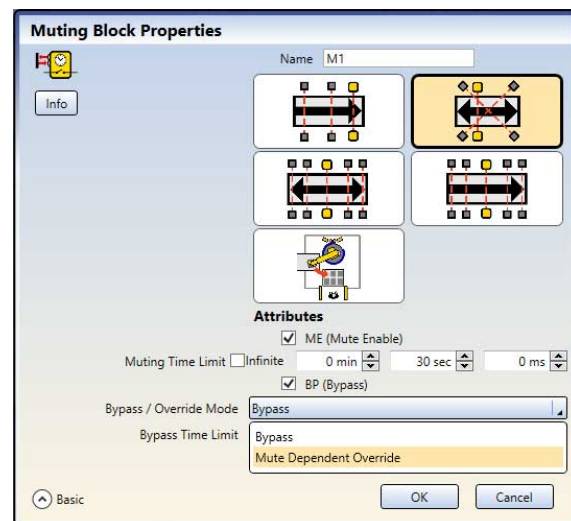 Muting Block Properties
Name M1
Info
Attributes
ME (Mute Enable)
Muting Time Limit Infinite 0 min 30 sec 0 ms
BP (Bypass)
Bypass / Override Mode Bypass
Bypass Time Limit Bypass
Mute Dependent Override
Basic OK Cancel